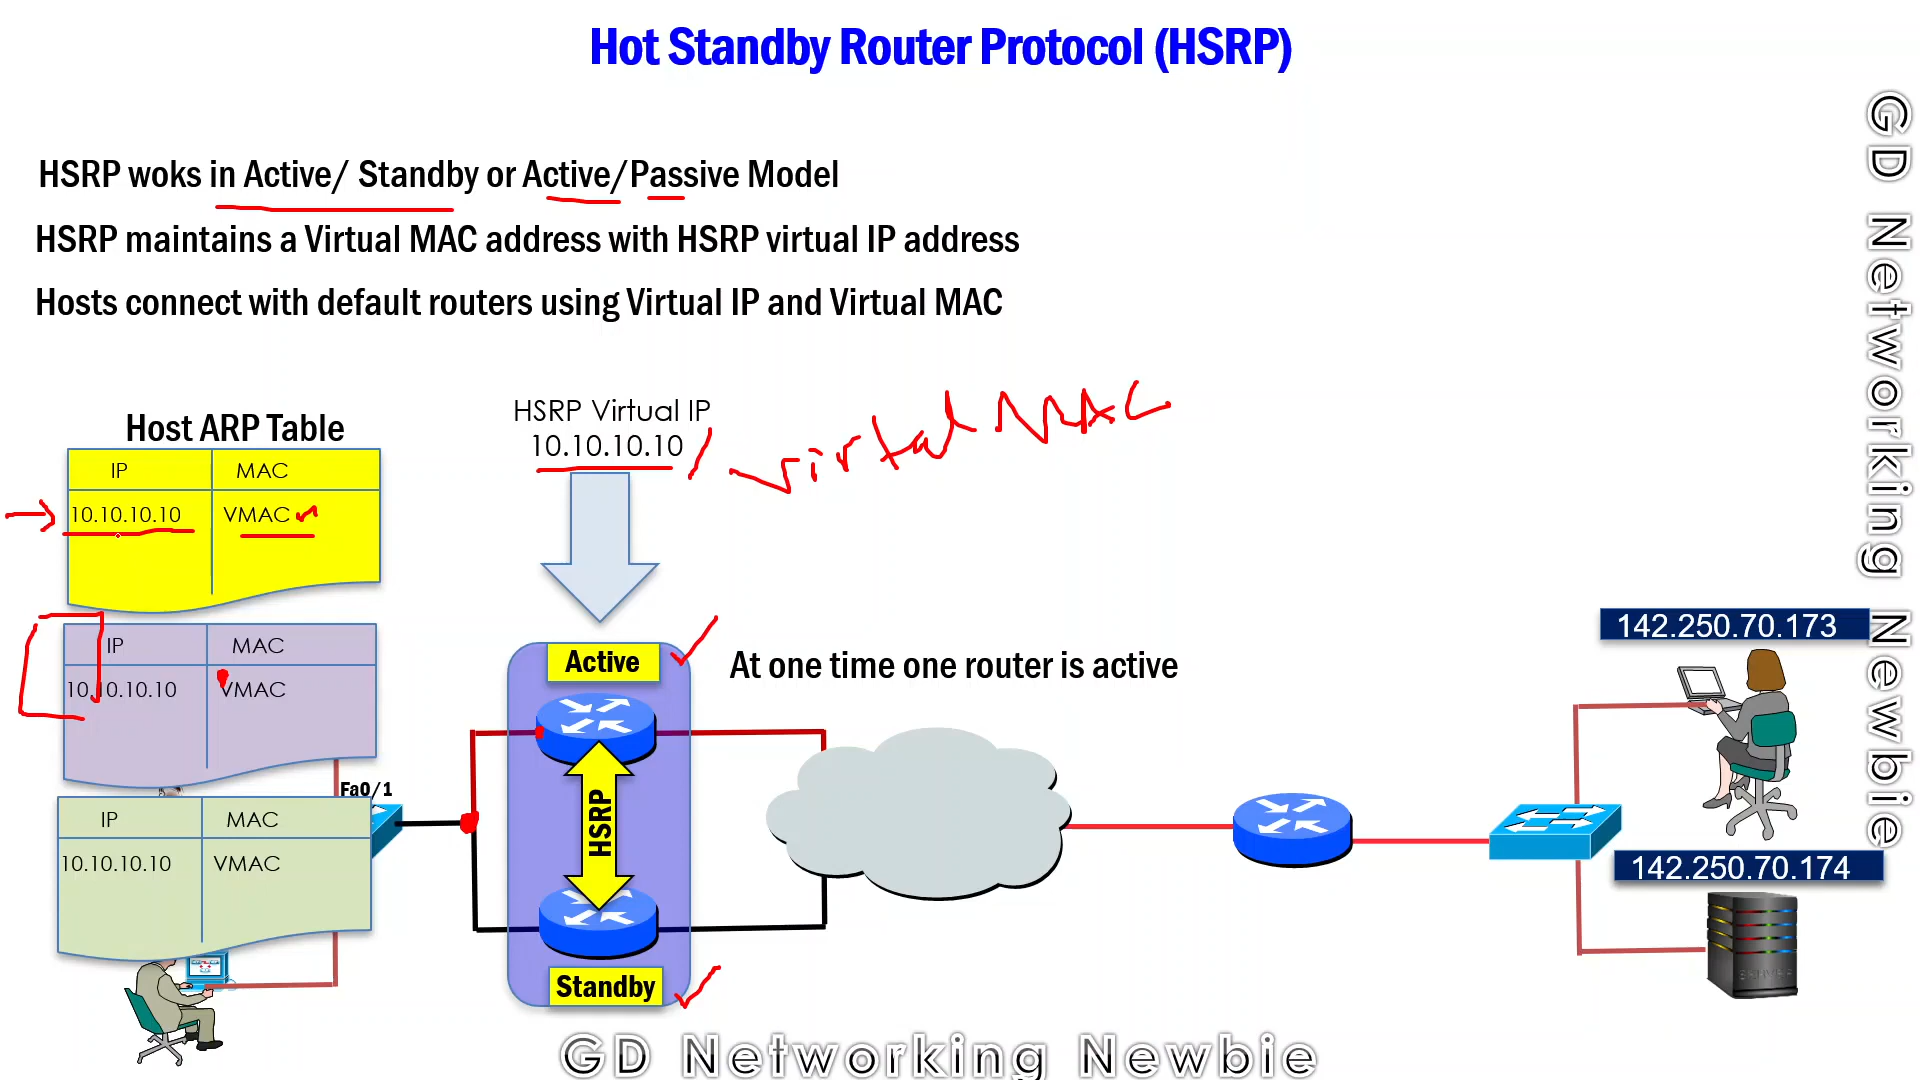 Hot Standby Router Protocol (HSRP)
HSRP woks in Active/ Standby or Active/Passive Model
HSRP maintains a Virtual MAC address with HSRP virtual IP address
Hosts connect with default routers using Virtual IP and Virtual MAC
Host ARP Table
HSRP Virtual IP
10.10.10.10
virtal MAC
IP MAC
10.10.10.10 VMAC
IP MAC
10.10.10.10 VMAC
Fa0/1
IP MAC
10.10.10.10 VMAC
Active
HSRP
Standby
At one time one router is active
142.250.70.173
142.250.70.174
SERVER
GD Networking Newbie
GD Networking Newbie